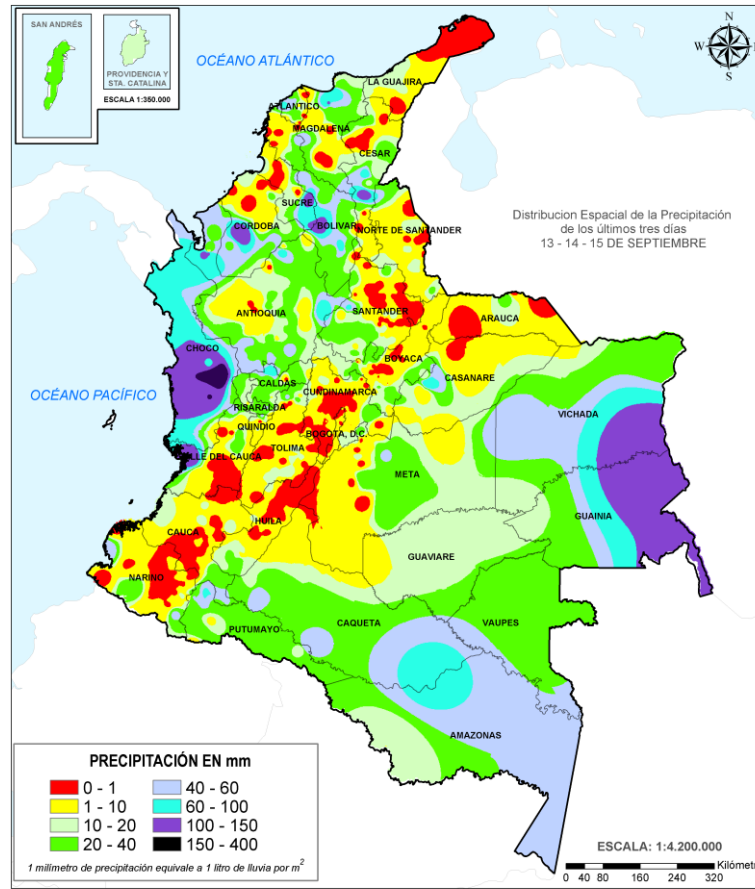 SAN ANDRÉS
PROVIDENCIA Y
STA. CATALINA
ESCALA 1:350.000
OCÉANO ATLÁNTICO
N
W E
S
LA GUAJIRA
ATLANTICO
MAGDALENA
CESAR
SUCRE
Distribucion Espacial de la Precipitación
de los últimos tres días
13 - 14 - 15 DE SEPTIEMBRE
CORDOBA
BOLIVAR
NORTE DE SANTANDER
ANTIOQUIA
SANTANDER
ARAUCA
CHOCO
BOYACA
CASANARE
OCÉANO PACÍFICO
CALDAS
CUNDINAMARCA
RISARALDA
VICHADA
QUINDIO
BOGOTA, D.C.
TOLIMA
VALLE DEL CAUCA
META
GUAINIA
HUILA
CAUCA
GUAVIARE
NARIÑO
CAQUETA
VAUPES
PUTUMAYO
AMAZONAS
PRECIPITACIÓN EN mm
0 - 1 40 - 60
1 - 10 60 - 100
10 - 20 100 - 150
20 - 40 150 - 400
1 milímetro de precipitación equivale a 1 litro de lluvia por m²
ESCALA: 1:4.200.000
0 40 80 160 240 320 Kilómet